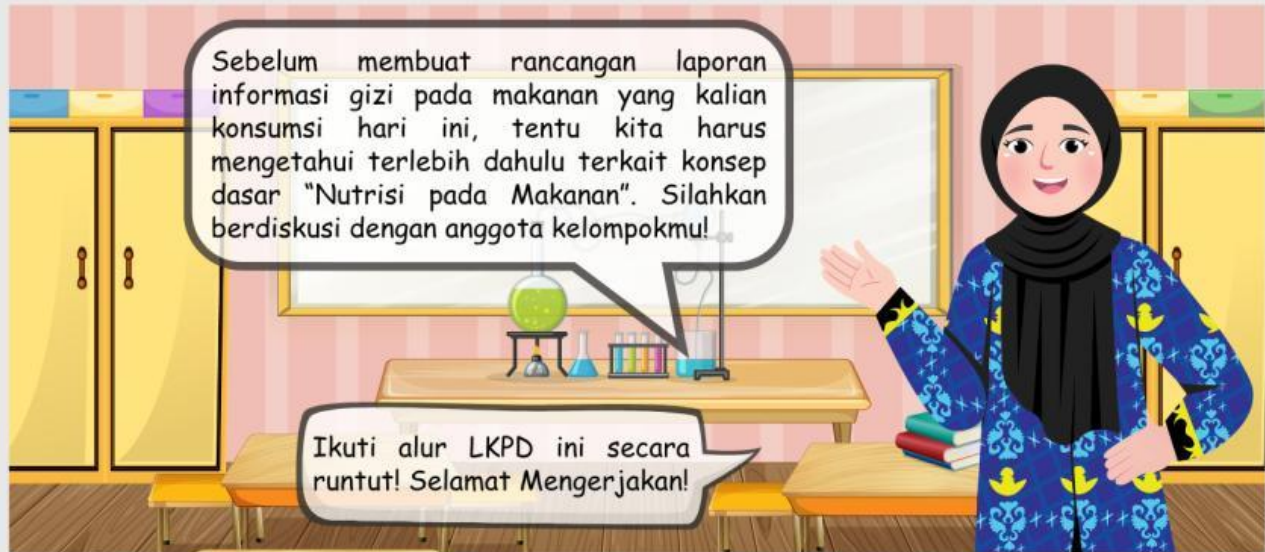 Sebelum membuat rancangan laporan
informasi gizi pada makanan yang kalian
konsumsi hari ini, tentu kita harus
mengetahui terlebih dahulu terkait konsep
dasar “Nutrisi pada Makanan”. Silahkan
berdiskusi dengan anggota kelompokmu!
Ikuti alur LKPD ini secara
runtut! Selamat Mengerjakan!